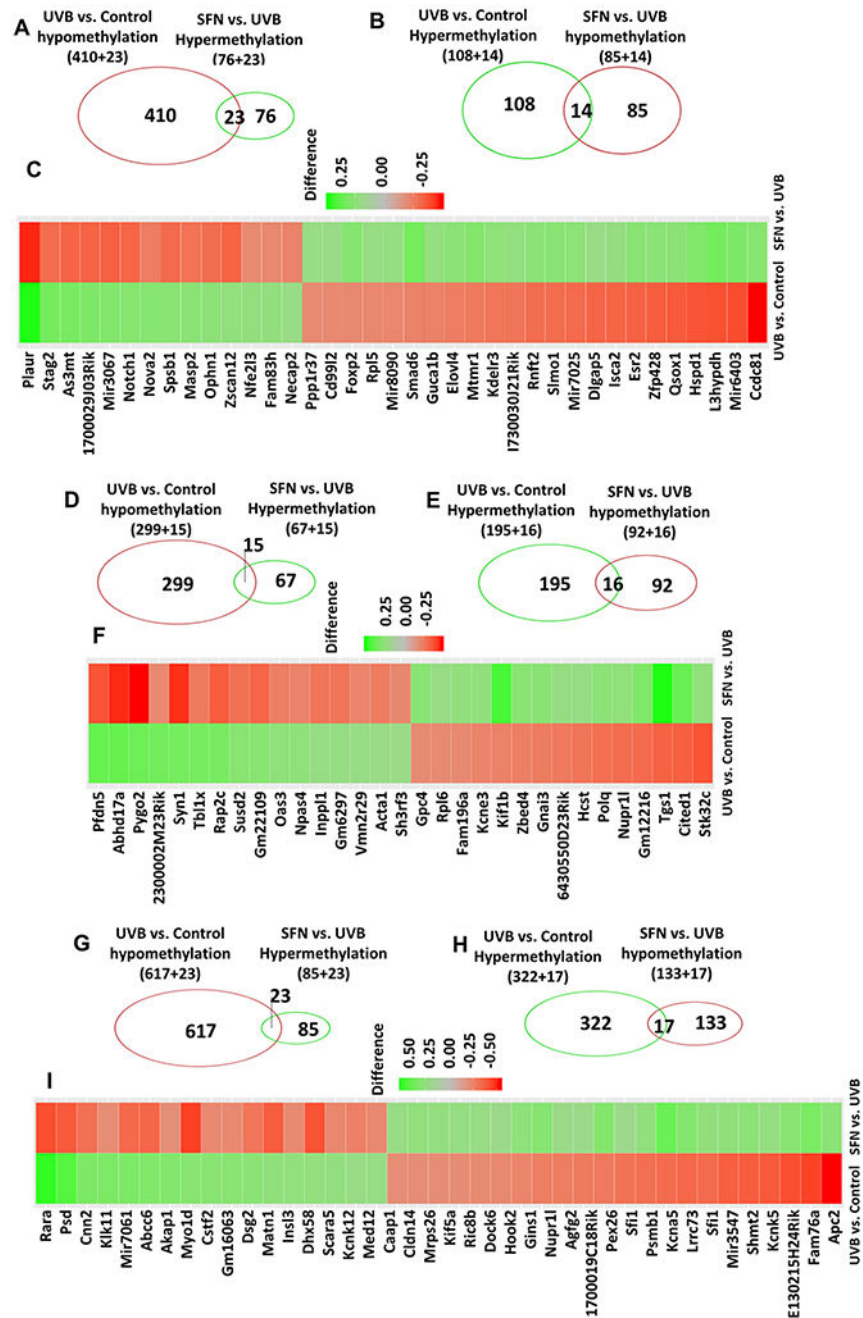 A
UVB vs. Control
hypomethylation
(410+23)
SFN vs. UVB
Hypermethylation
(76+23)
410
23
76
B
UVB vs. Control
Hypermethylation
(108+14)
SFN vs. UVB
hypomethylation
(85+14)
108
14
85
C
Difference
0.25
0.00
-0.25
SFN vs. UVB
UVB vs. Control
Plaur
Stag2
As3mt
1700029J03Rik
Mir3067
Notch1
Nova2
Spsb1
Masp2
Ophn1
Zscan12
Nfe2l3
Fam83h
Necap2
Ppp1r37
Cd99l2
Foxp2
Rpl5
Mir8090
Smad6
Guca1b
Elovl4
Mtmr1
Kdelr3
I730030J21Rik
Rnft2
Slmo1
Mir7025
Dlgap5
Isca2
Esr2
Zfp428
Qsox1
Hspd1
L3hypdh
Mir6403
Ccdc81
D
UVB vs. Control
hypomethylation
(299+15)
SFN vs. UVB
Hypermethylation
(67+15)
15
299
67
E
UVB vs. Control
Hypermethylation
(195+16)
SFN vs. UVB
hypomethylation
(92+16)
195
16
92
F
Difference
0.25
0.00
-0.25
SFN vs. UVB
UVB vs. Control
Pfdn5
Abhd17a
Pygo2
2300002M23Rik
Syn1
Tbl1x
Rap2c
Susd2
Gm22109
Oas3
Npas4
Inppl1
Gm6297
Vmn2r29
Acta1
Sh3rf3
Gpc4
Rpl6
Fam196a
Kcne3
Kif1b
Zbed4
Gnai3
6430550D23Rik
Hcst
Polq
Nupr1l
Gm12216
Tgs1
Cited1
Stk32c
G
UVB vs. Control
hypomethylation
(617+23)
SFN vs. UVB
Hypermethylation
(85+23)
23
617
85
H
UVB vs. Control
Hypermethylation
(322+17)
SFN vs. UVB
hypomethylation
(133+17)
322
17
133
I
Difference
0.50
0.25
0.00
-0.25
-0.50
SFN vs. UVB
UVB vs. Control
Rara
Psd
Cnn2
Klk11
Mir7061
Abcc6
Akap1
Myo1d
Cstf2
Gm16063
Dsg2
Matn1
Insl3
Dhx58
Scara5
Kcnk12
Med12
Caap1
Cldn14
Mrps26
Kif5a
Ric8b
Dock6
Hook2
Gins1
Nupr1l
Agfg2
1700019C18Rik
Pex26
Sfi1
Psmb1
Kcna5
Lrrc73
Sfi1
Mir3547
Shmt2
Kcnk5
E130215H24Rik
Fam76a
Apc2